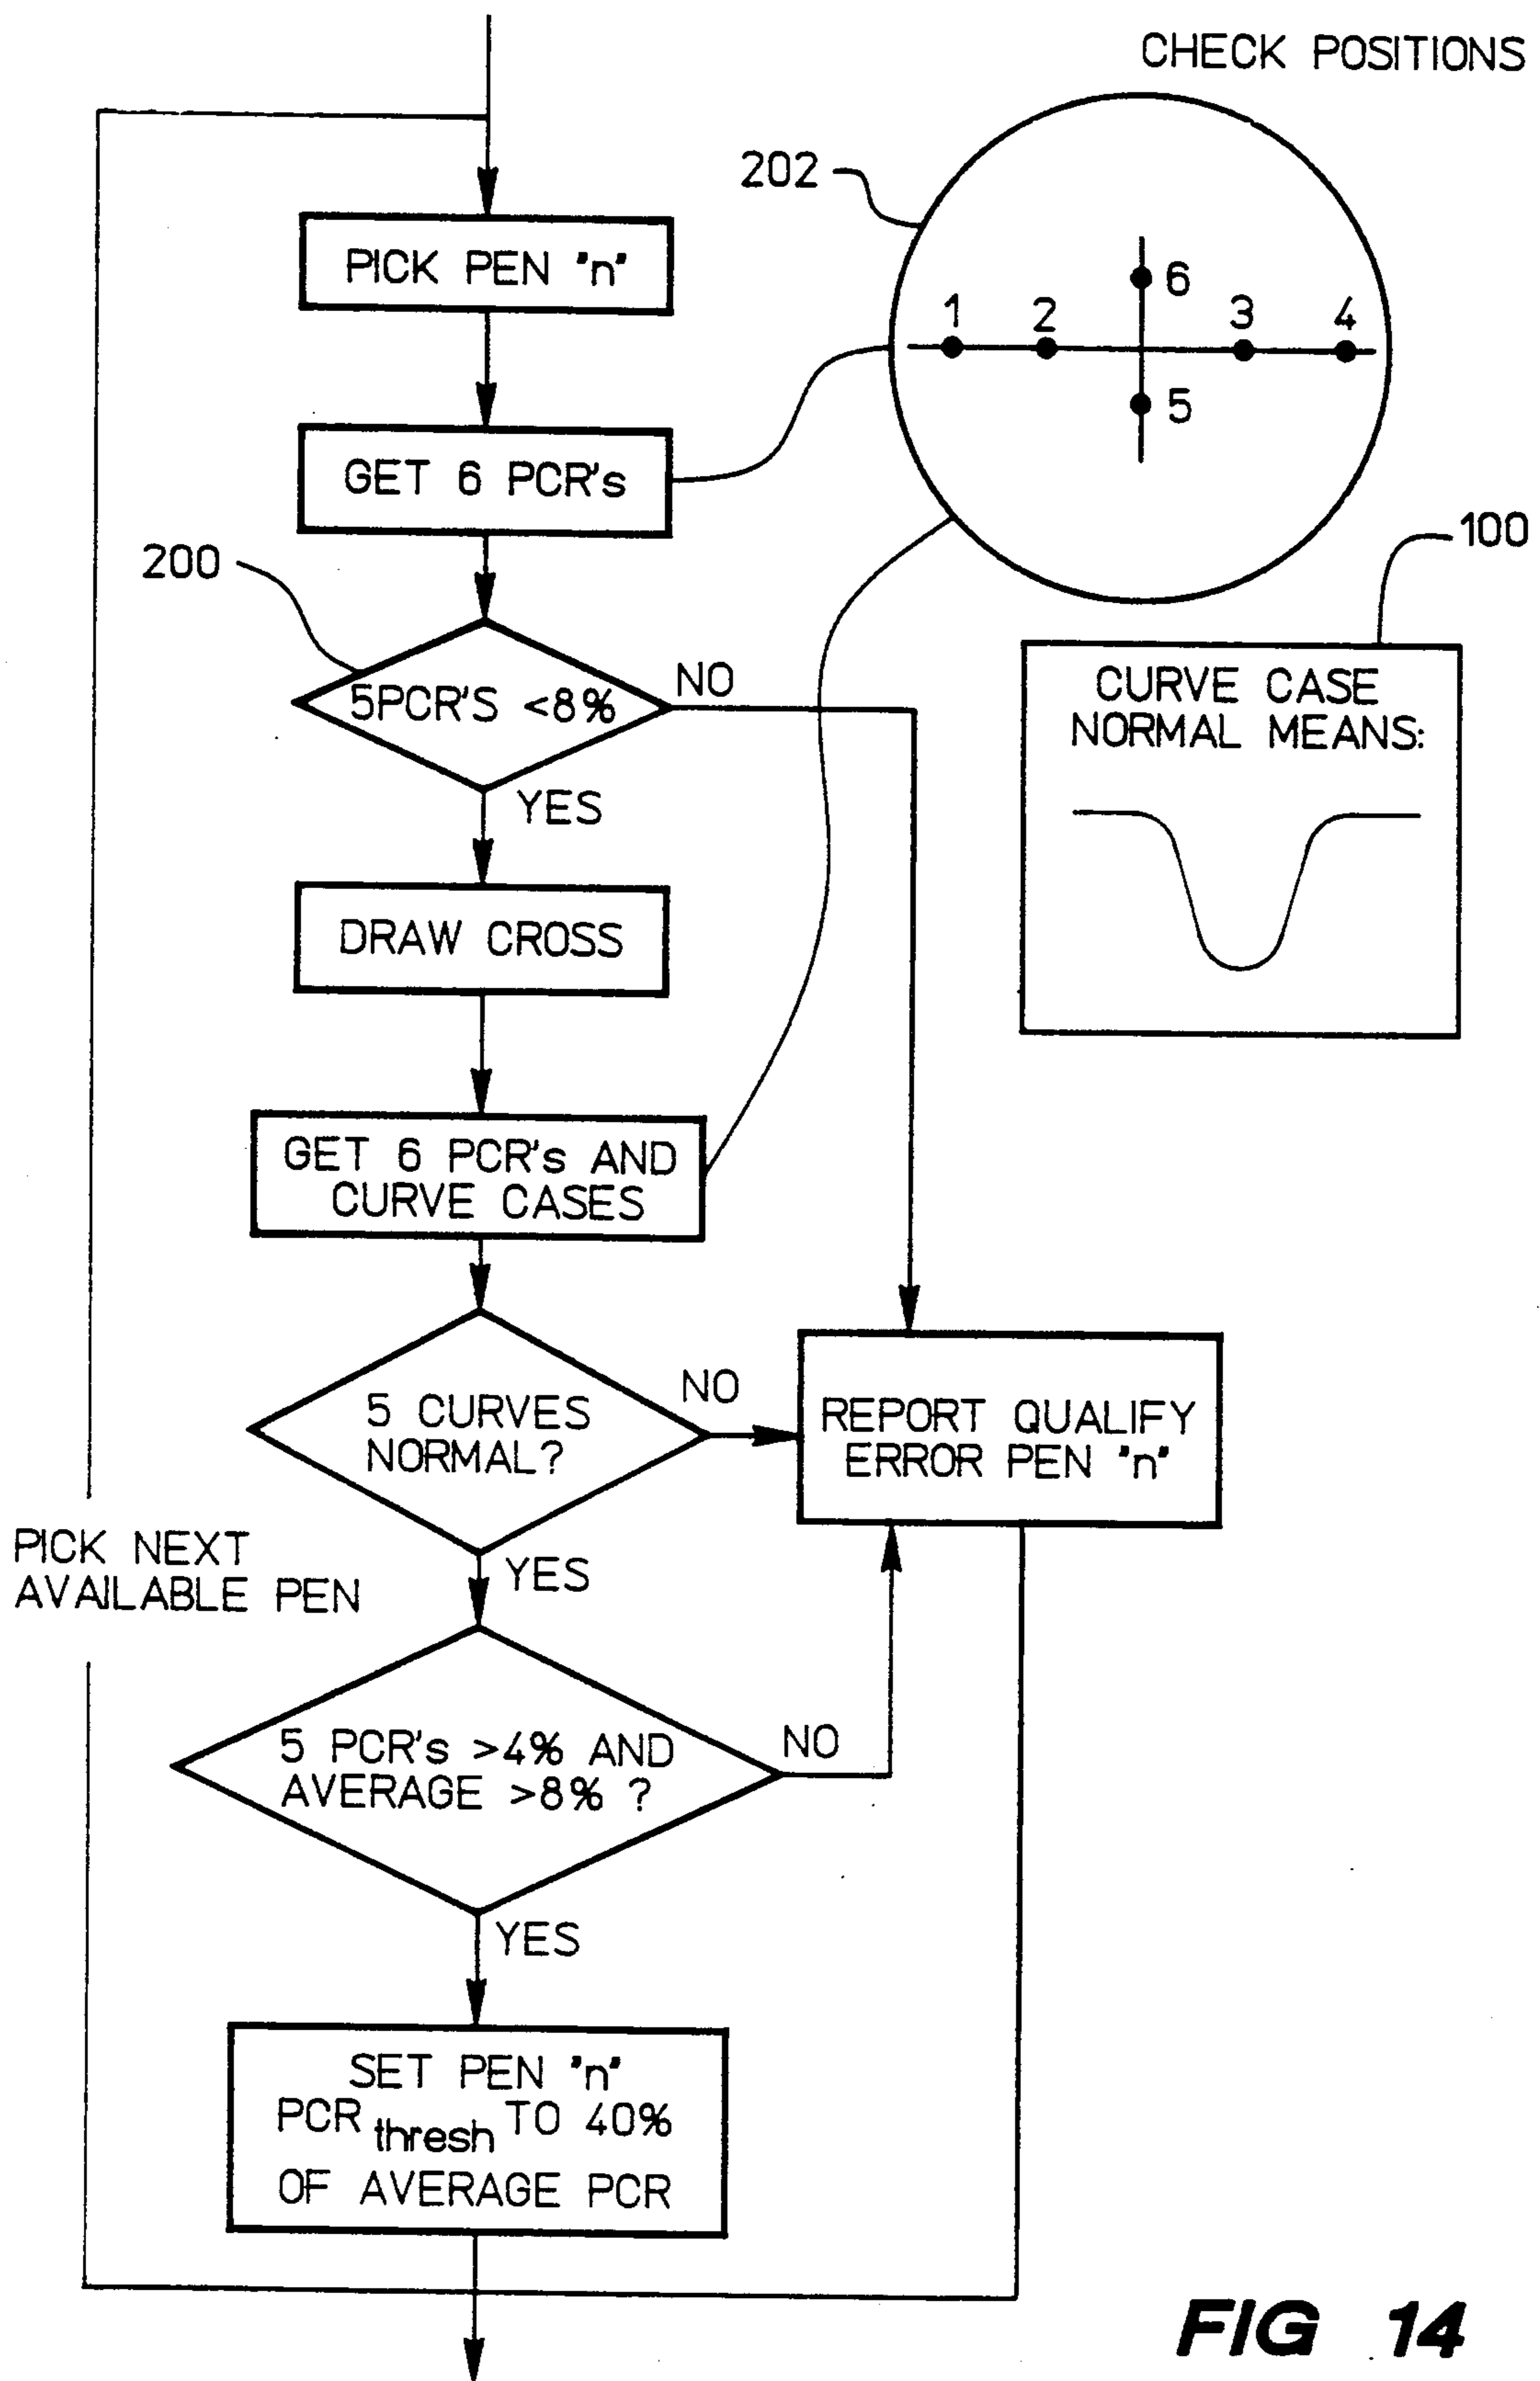 CHECK POSITIONS
202
PICK PEN "n"
6
1
2
3
4
5
GET 6 PCR's
200
100
5PCR'S <8%
NO
CURVE CASE
NORMAL MEANS:
YES
DRAW CROSS
GET 6 PCR's AND
CURVE CASES
5 CURVES
NORMAL?
NO
REPORT QUALIFY
ERROR PEN "n"
YES
PICK NEXT
AVAILABLE PEN
5 PCR's >4% AND
AVERAGE >8% ?
NO
YES
SET PEN "n"
PCR thresh TO 40%
OF AVERAGE PCR
FIG 14